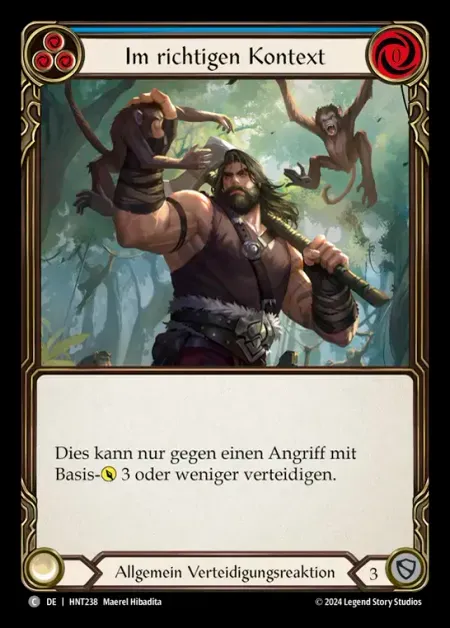 Im richtigen Kontext
0
Dies kann nur gegen einen Angriff mit
Basis- 3 oder weniger verteidigen.
Allgemein Verteidigungsreaktion
3
C DE | HNT238 Maerel Hibadita
© 2024 Legend Story Studios